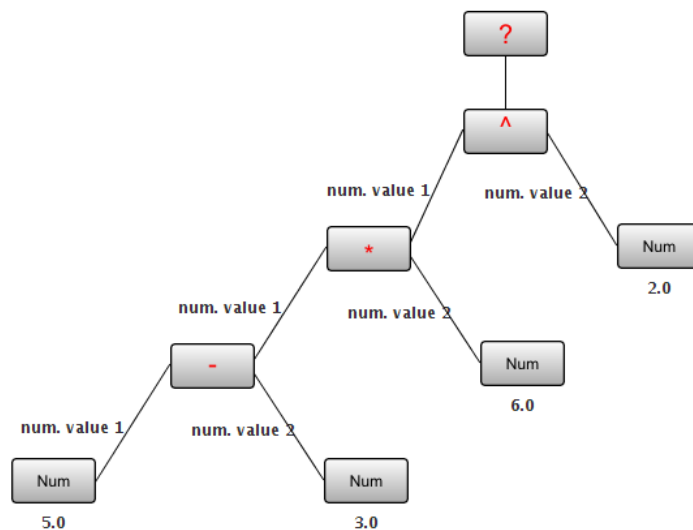 ?
^
num. value 1
num. value 2
*
Num
2.0
num. value 1
num. value 2
-
Num
6.0
num. value 1
num. value 2
Num
Num
5.0
3.0